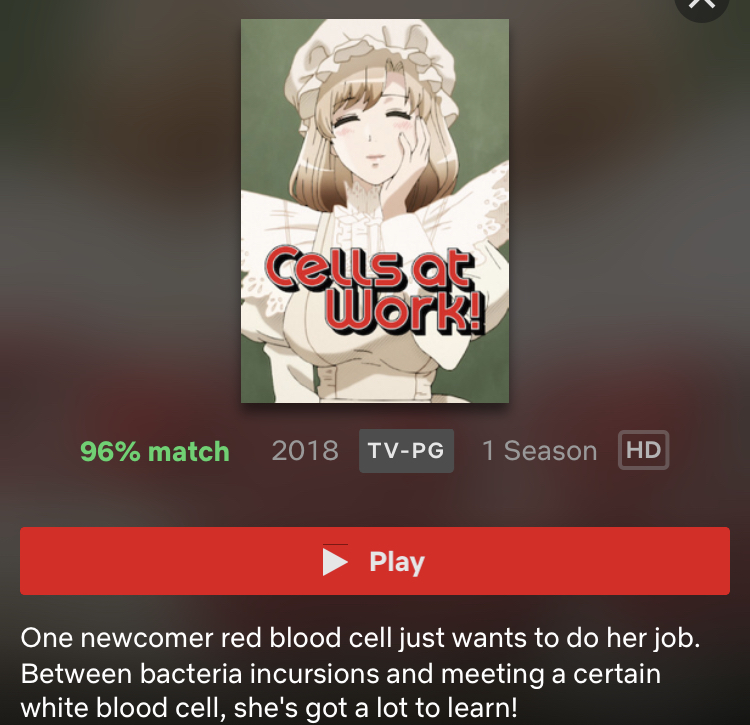 Cells at
Work!
96% match 2018 TV-PG 1 Season HD
Play
One newcomer red blood cell just wants to do her job.
Between bacteria incursions and meeting a certain
white blood cell, she's got a lot to learn!